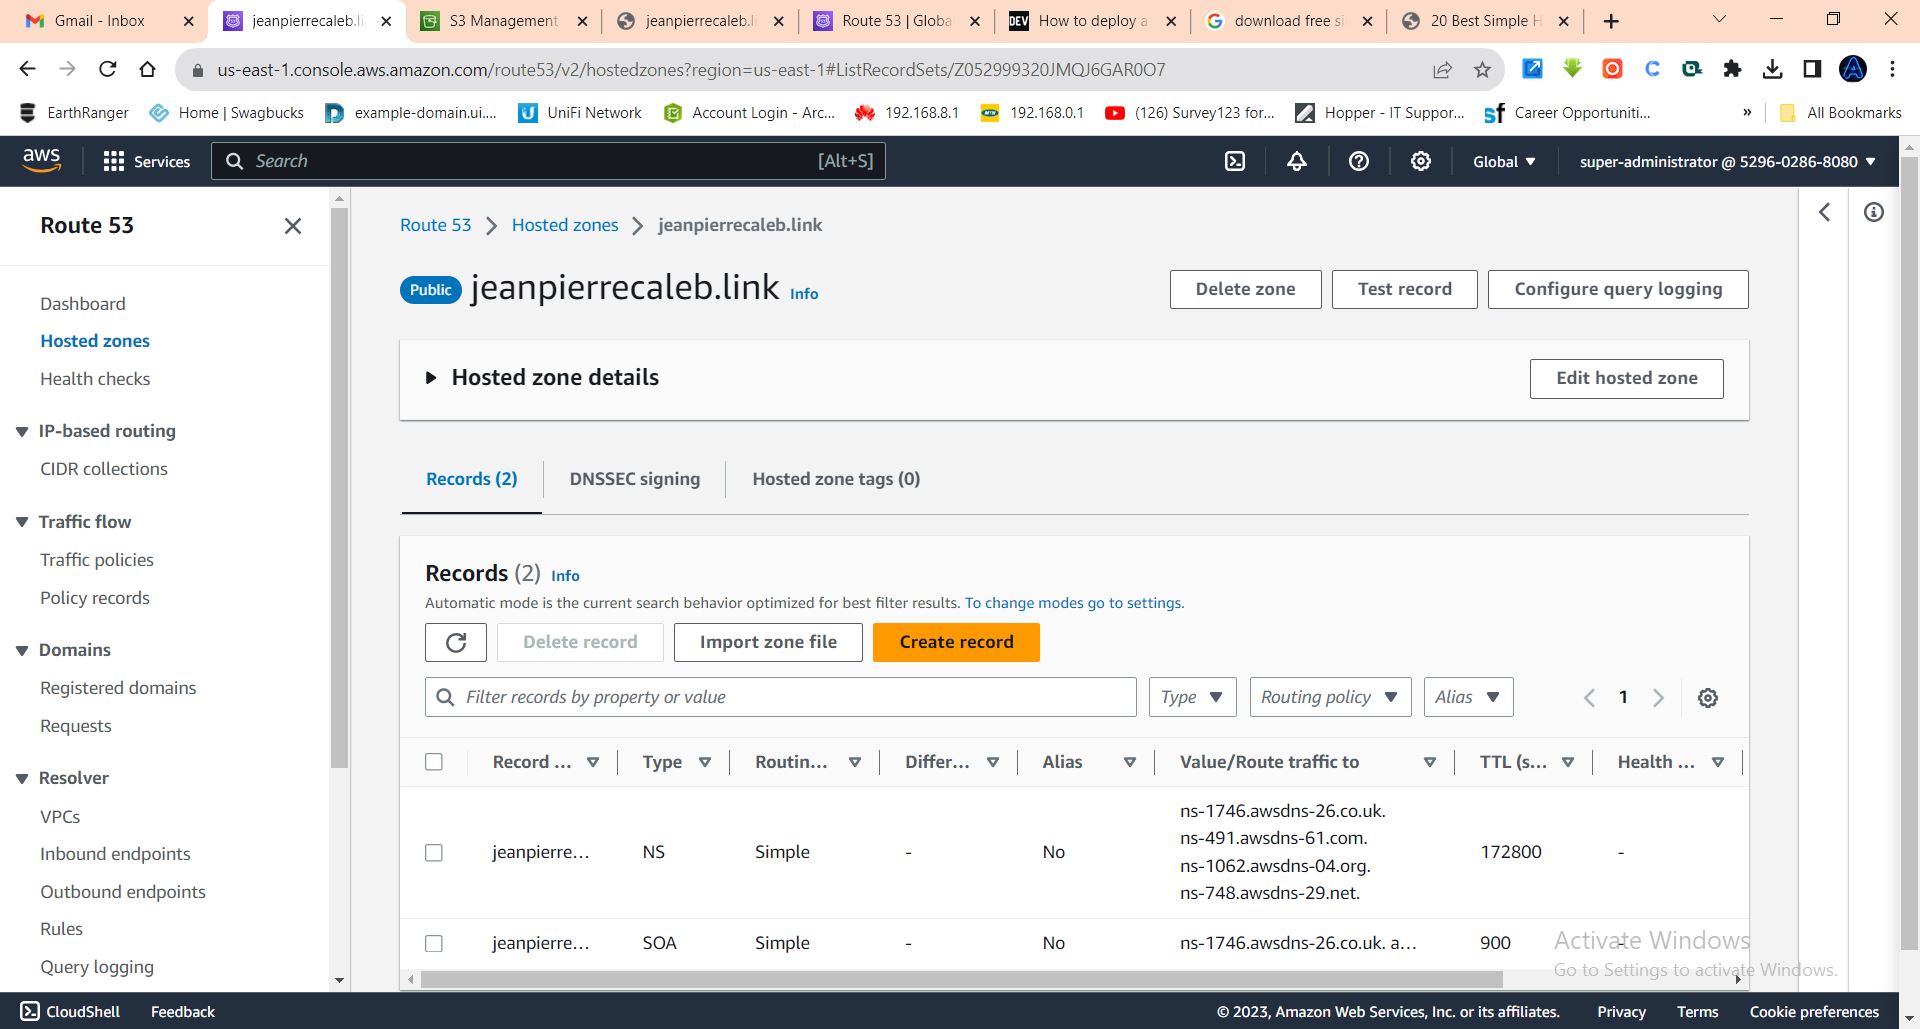 Gmail - Inbox
jeanpierrecaleb.li
S3 Management
jeanpierrecaleb.l
Route 53 | Globa
DEV How to deploy a
download free si
20 Best Simple H
us-east-1.console.aws.amazon.com/route53/v2/hostedzones?region=us-east-1#ListRecordSets/Z052999320JMQJ6GAR0O7
EarthRanger
Home | Swagbucks
example-domain.ui....
UniFi Network
Account Login - Arc...
192.168.8.1
192.168.0.1
(126) Survey123 for...
Hopper - IT Suppor...
Career Opportuniti...
»
All Bookmarks
aws
Services
Search
[Alt+S]
Global
super-administrator @ 5296-0286-8080
Route 53
Dashboard
Hosted zones
Health checks
IP-based routing
CIDR collections
Traffic flow
Traffic policies
Policy records
Domains
Registered domains
Requests
Resolver
VPCs
Inbound endpoints
Outbound endpoints
Rules
Query logging
Route 53 > Hosted zones > jeanpierrecaleb.link
Public jeanpierrecaleb.link Info
Delete zone
Test record
Configure query logging
Hosted zone details
Edit hosted zone
Records (2)
DNSSEC signing
Hosted zone tags (0)
Records (2) Info
Automatic mode is the current search behavior optimized for best filter results. To change modes go to settings.
Delete record
Import zone file
Create record
Filter records by property or value
Type
Routing policy
Alias
1
Record ... Type Routin... Differ... Alias Value/Route traffic to TTL (s... Health ...
jeanpierre... NS Simple - No
ns-1746.awsdns-26.co.uk.
ns-491.awsdns-61.com.
ns-1062.awsdns-04.org.
ns-748.awsdns-29.net.
172800 -
jeanpierre... SOA Simple - No ns-1746.awsdns-26.co.uk. a... 900 -
Activate Windows
Go to Settings to activate Windows.
CloudShell
Feedback
© 2023, Amazon Web Services, Inc. or its affiliates.
Privacy
Terms
Cookie preferences